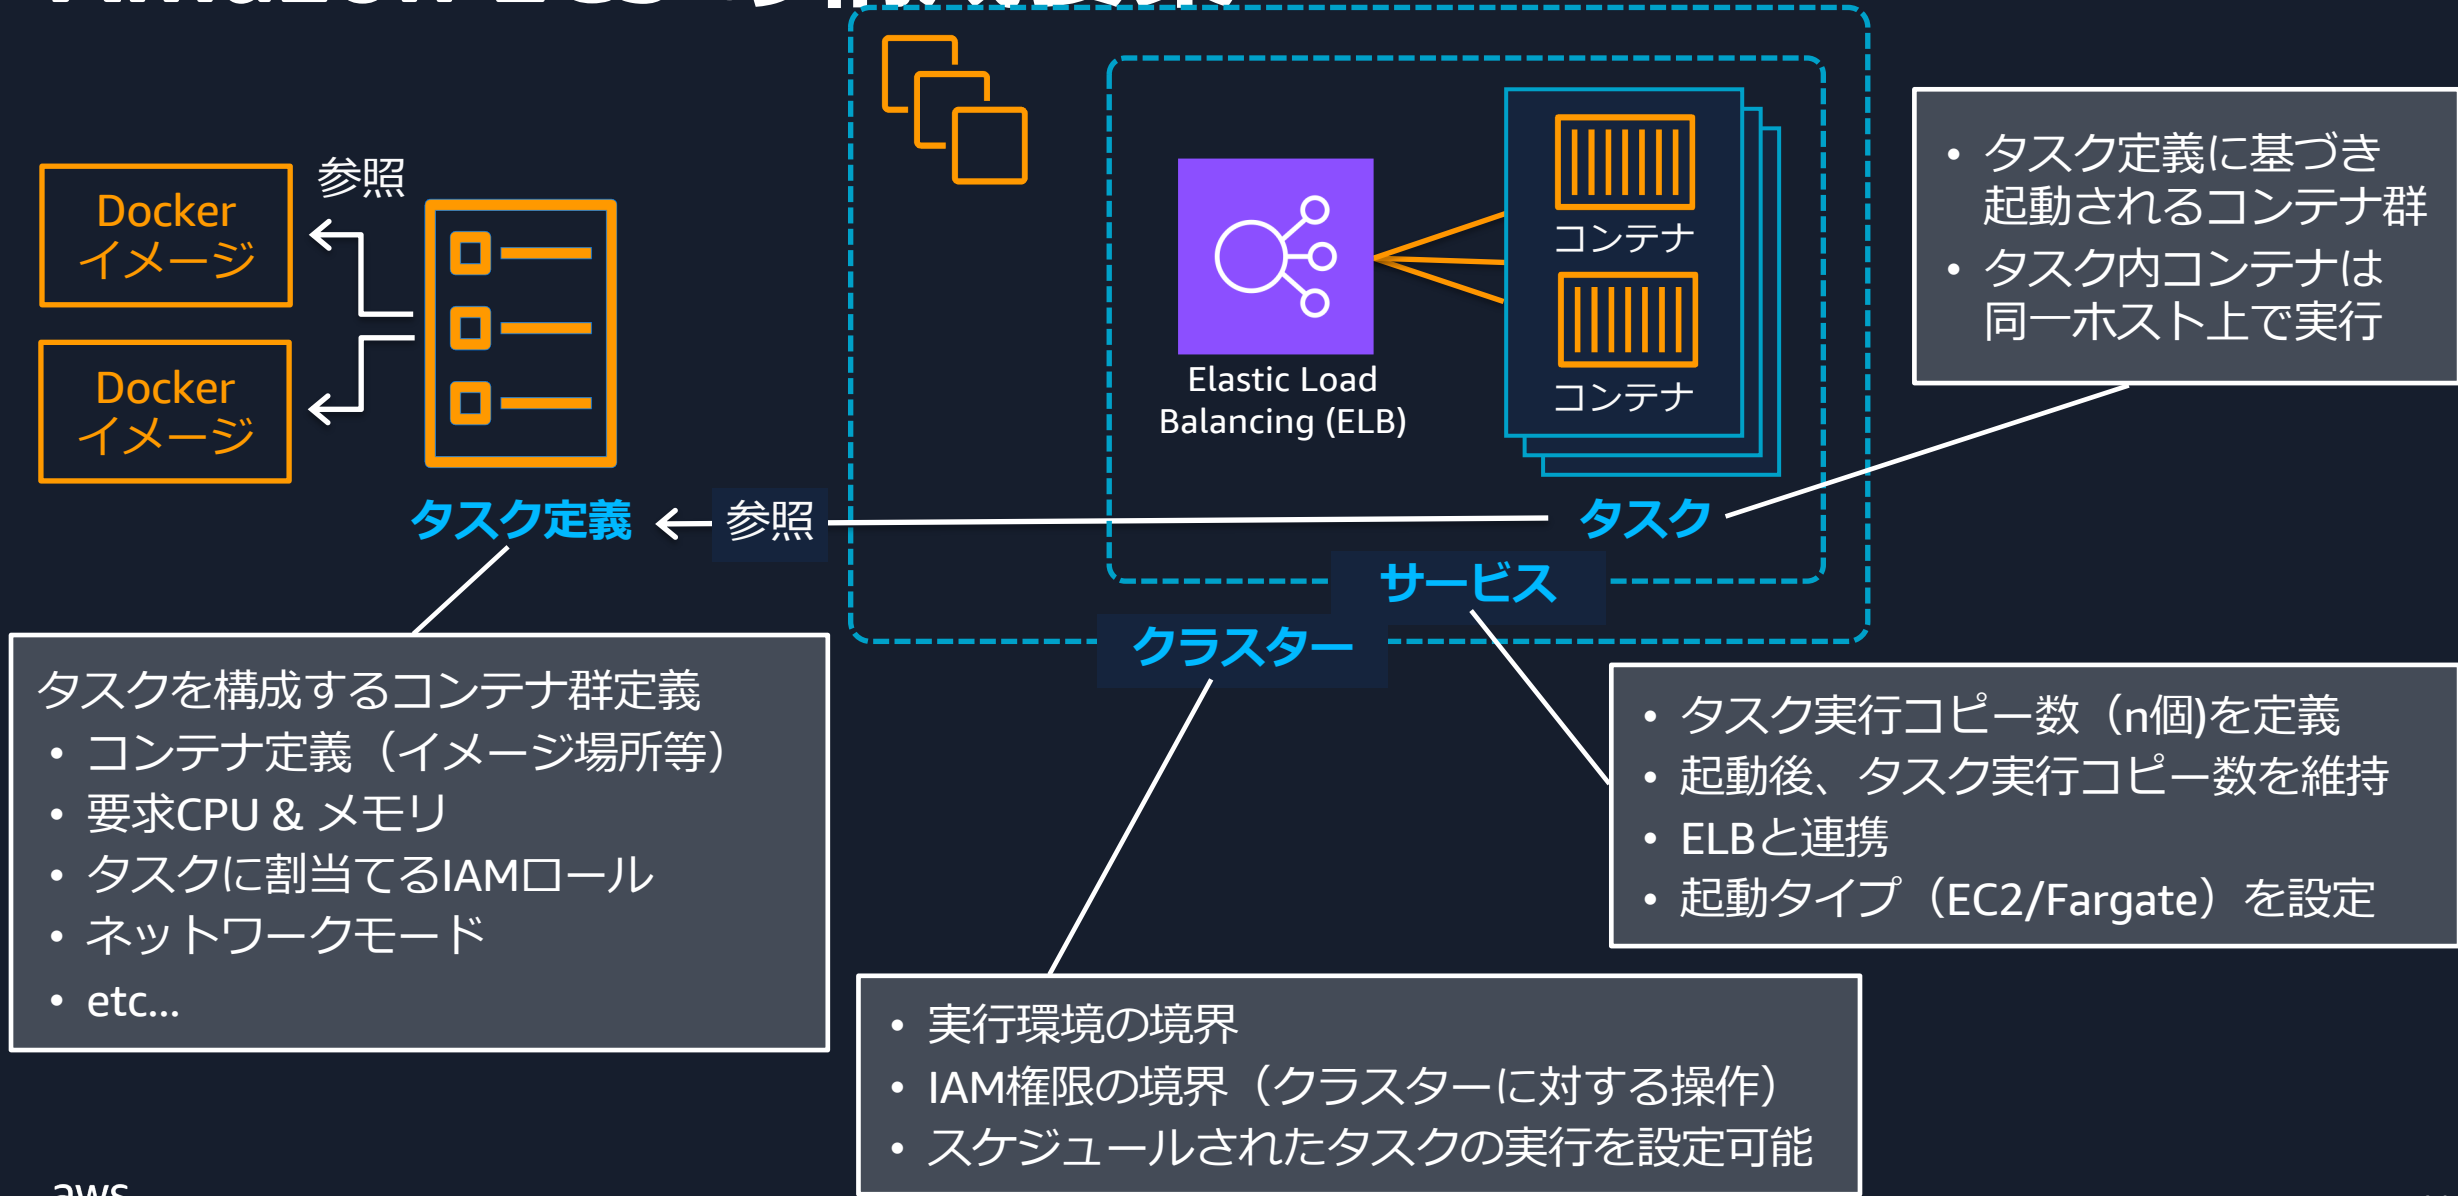 Docker
イメージ
参照
Docker
イメージ
タスク定義
参照
Elastic Load
Balancing (ELB)
コンテナ
コンテナ
タスク
サービス
クラスター
• タスク定義に基づき
起動されるコンテナ群
• タスク内コンテナは
同一ホスト上で実行
タスクを構成するコンテナ群定義
• コンテナ定義（イメージ場所等）
• 要求CPU & メモリ
• タスクに割当てるIAMロール
• ネットワークモード
• etc...
• タスク実行コピー数（n個)を定義
• 起動後、タスク実行コピー数を維持
• ELBと連携
• 起動タイプ（EC2/Fargate）を設定
• 実行環境の境界
• IAM権限の境界（クラスターに対する操作）
• スケジュールされたタスクの実行を設定可能
aws